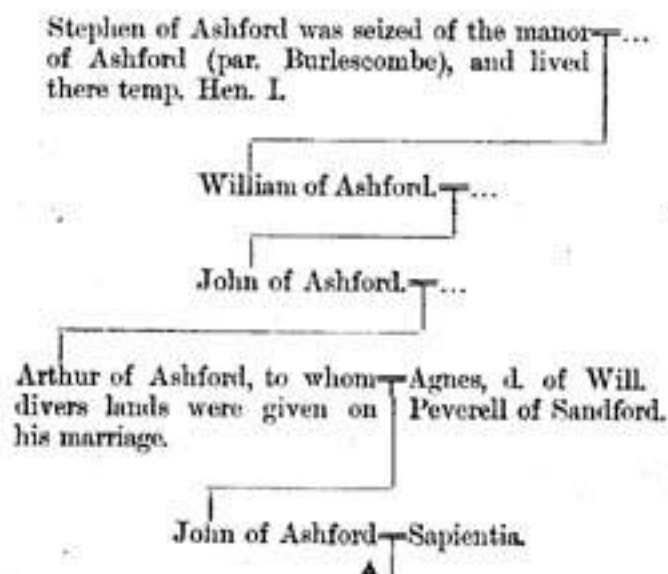 Stephen of Ashford was seized of the manor ...
of Ashford (par. Burlescombe), and lived
there temp. Hen. I.
William of Ashford. ...
John of Ashford. ...
Arthur of Ashford, to whom Agnes, d. of Will.
divers lands were given on Peverell of Sandford.
his marriage.
John of Ashford Sapientia.
A